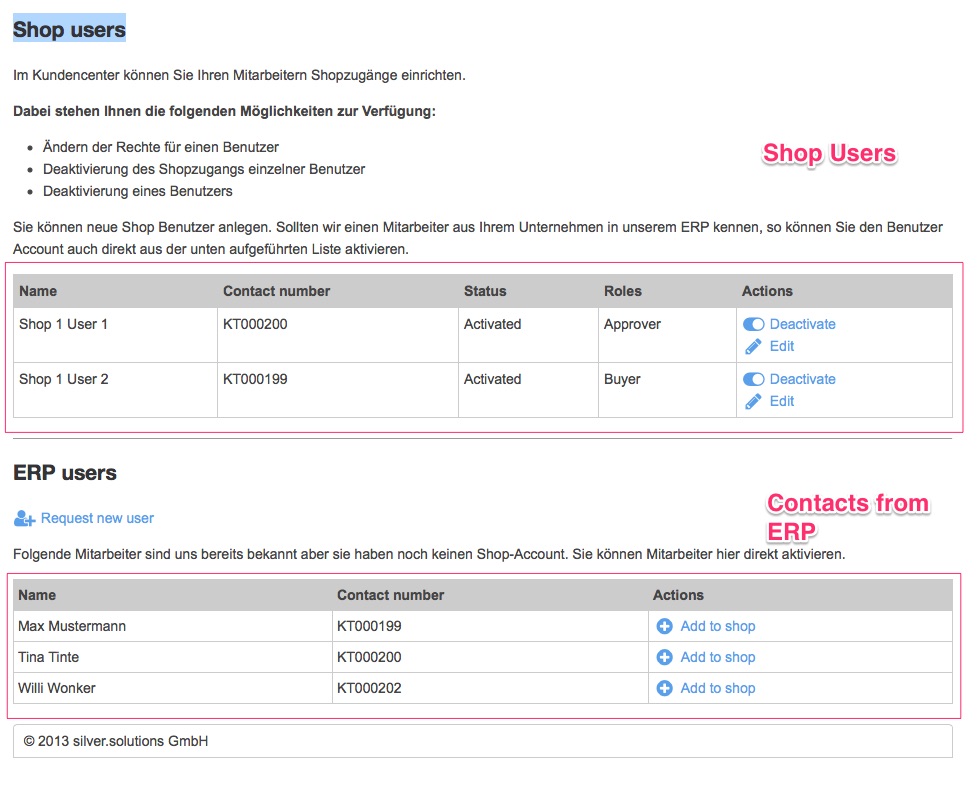 Shop users
Im Kundencenter können Sie Ihren Mitarbeitern Shopzugänge einrichten.
Dabei stehen Ihnen die folgenden Möglichkeiten zur Verfügung:
Ändern der Rechte für einen Benutzer
Deaktivierung des Shopzugangs einzelner Benutzer
Deaktivierung eines Benutzers
Shop Users
Sie können neue Shop Benutzer anlegen. Sollten wir einen Mitarbeiter aus Ihrem Unternehmen in unserem ERP kennen, so können Sie den Benutzer
Account auch direkt aus der unten aufgeführten Liste aktivieren.
Name Contact number Status Roles Actions
Shop 1 User 1 KT000200 Activated Approver Deactivate
Edit
Shop 1 User 2 KT000199 Activated Buyer Deactivate
Edit
ERP users
Contacts from
ERP
Request new user
Folgende Mitarbeiter sind uns bereits bekannt aber sie haben noch keinen Shop-Account. Sie können Mitarbeiter hier direkt aktivieren.
Name Contact number Actions
Max Mustermann KT000199 Add to shop
Tina Tinte KT000200 Add to shop
Willi Wonker KT000202 Add to shop
© 2013 silver.solutions GmbH